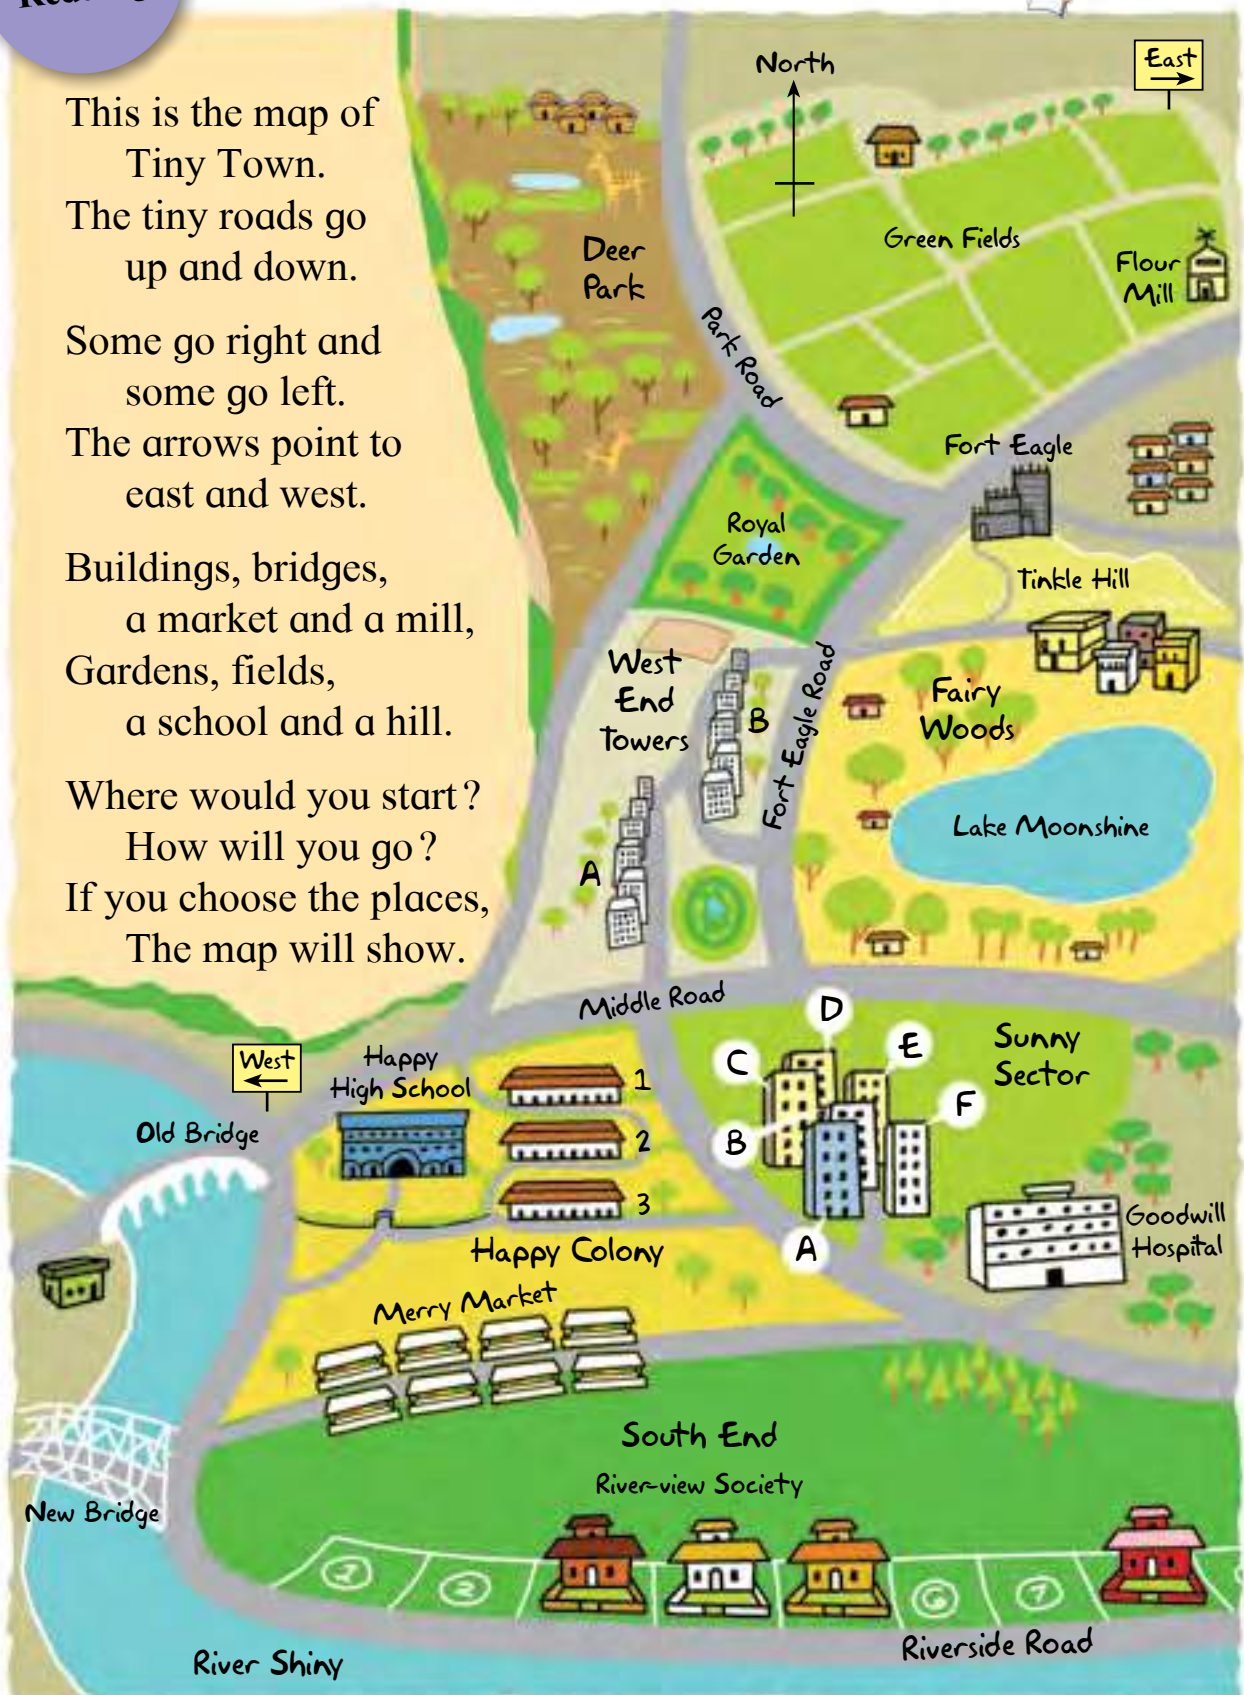 This is the map of
Tiny Town.
The tiny roads go
up and down.
Some go right and
some go left.
The arrows point to
east and west.
Buildings, bridges,
a market and a mill,
Gardens, fields,
a school and a hill.
Where would you start?
How will you go?
If you choose the places,
The map will show.
North
East
Deer
Park
Green Fields
Flour
Mill
Park Road
Fort Eagle
Royal
Garden
Tinkle Hill
West
End
Towers
B
A
Fort Eagle Road
Fairy
Woods
Lake Moonshine
Middle Road
West
Happy
High School
Old Bridge
1
2
3
Happy Colony
D
C
E
F
B
A
Sunny
Sector
Goodwill
Hospital
Merry Market
South End
River-view Society
New Bridge
2
6
7
Riverside Road
River Shiny